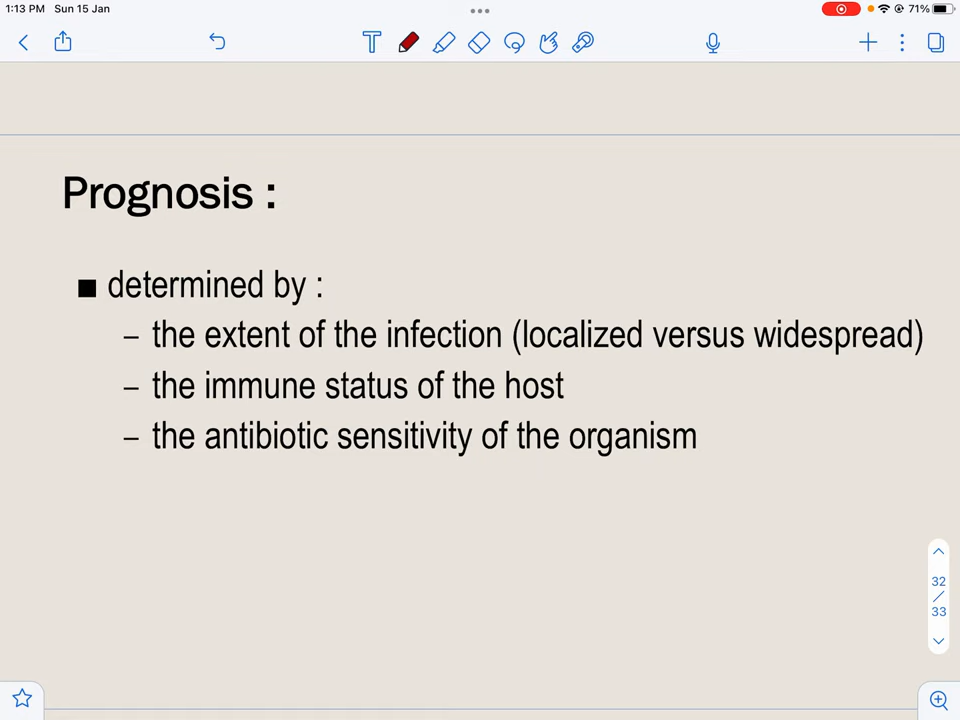 1:13 PM Sun 15 Jan 71%
T
Prognosis :
■ determined by :
– the extent of the infection (localized versus widespread)
– the immune status of the host
– the antibiotic sensitivity of the organism
32
/
33